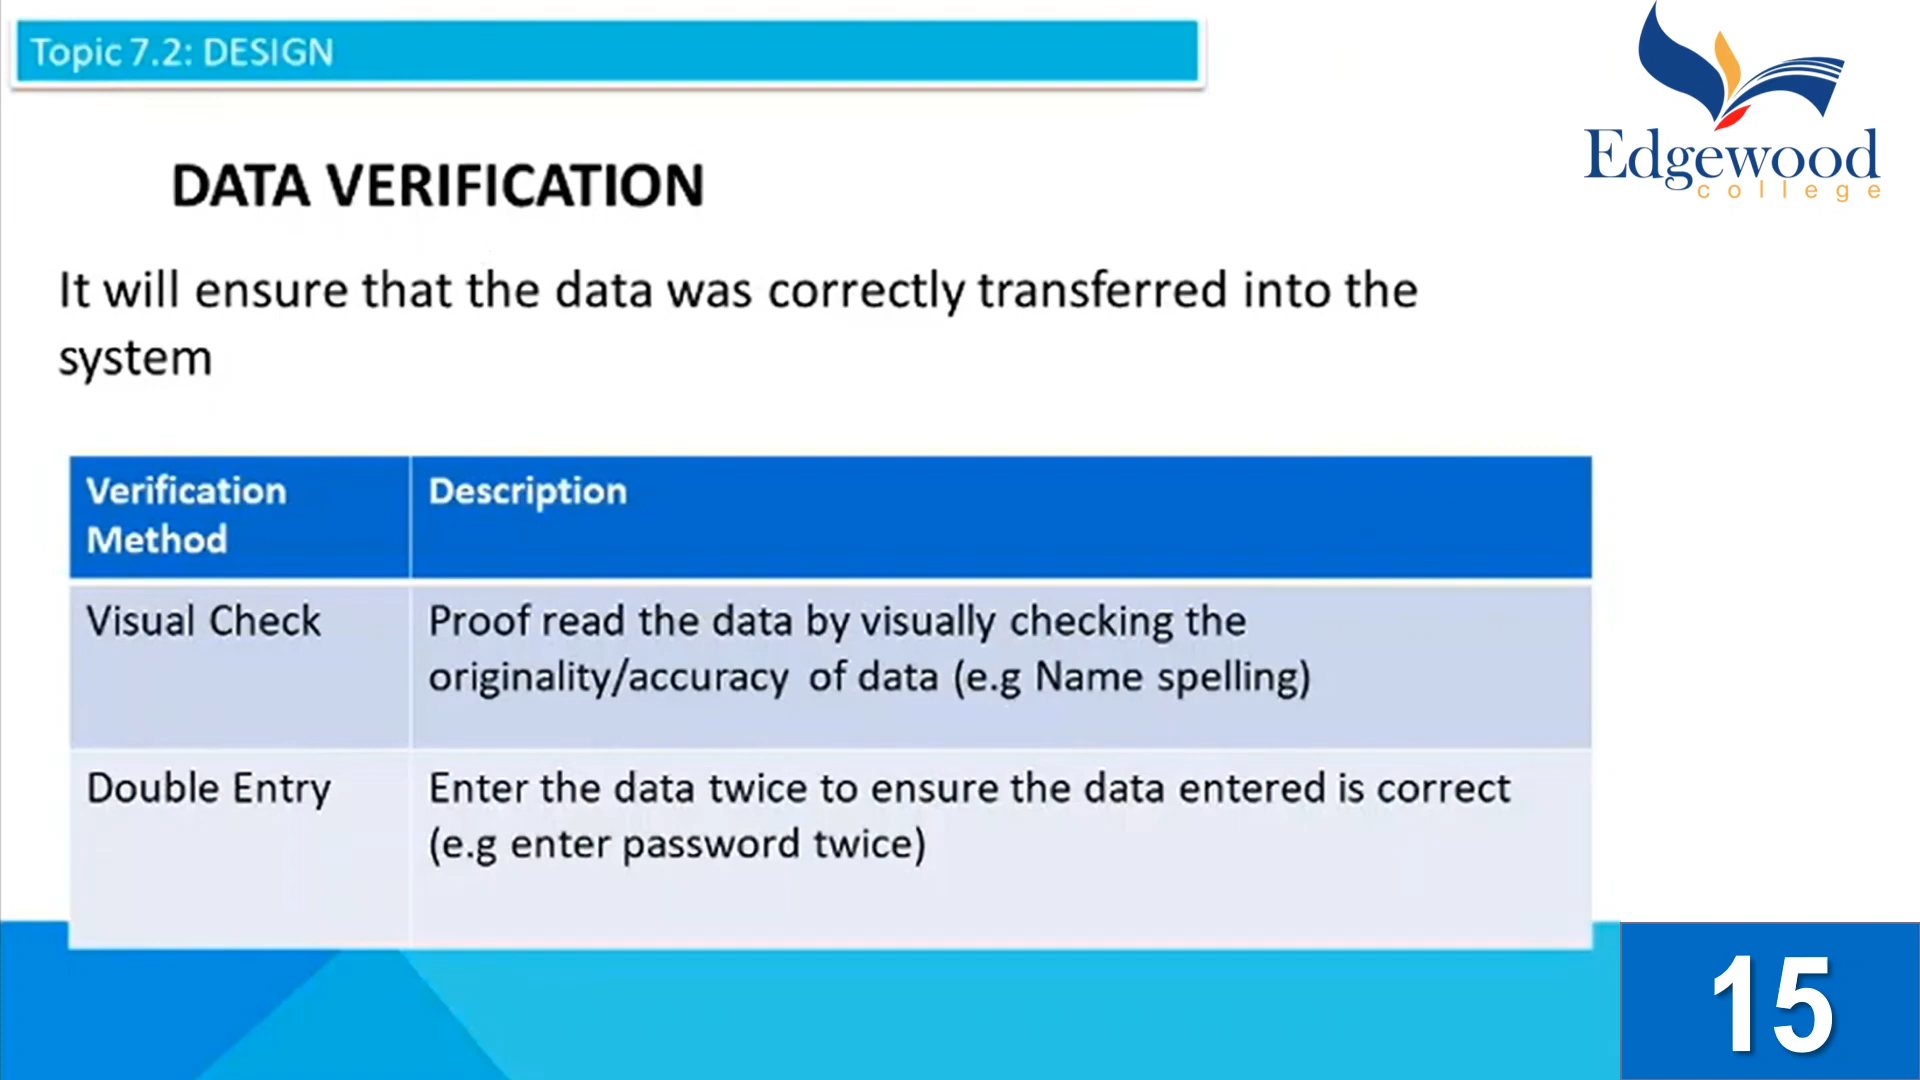 Topic 7.2: DESIGN
Edgewood
college
DATA VERIFICATION
It will ensure that the data was correctly transferred into the
system
Verification
Method
Description
Visual Check
Proof read the data by visually checking the
originality/accuracy of data (e.g Name spelling)
Double Entry
Enter the data twice to ensure the data entered is correct
(e.g enter password twice)
15